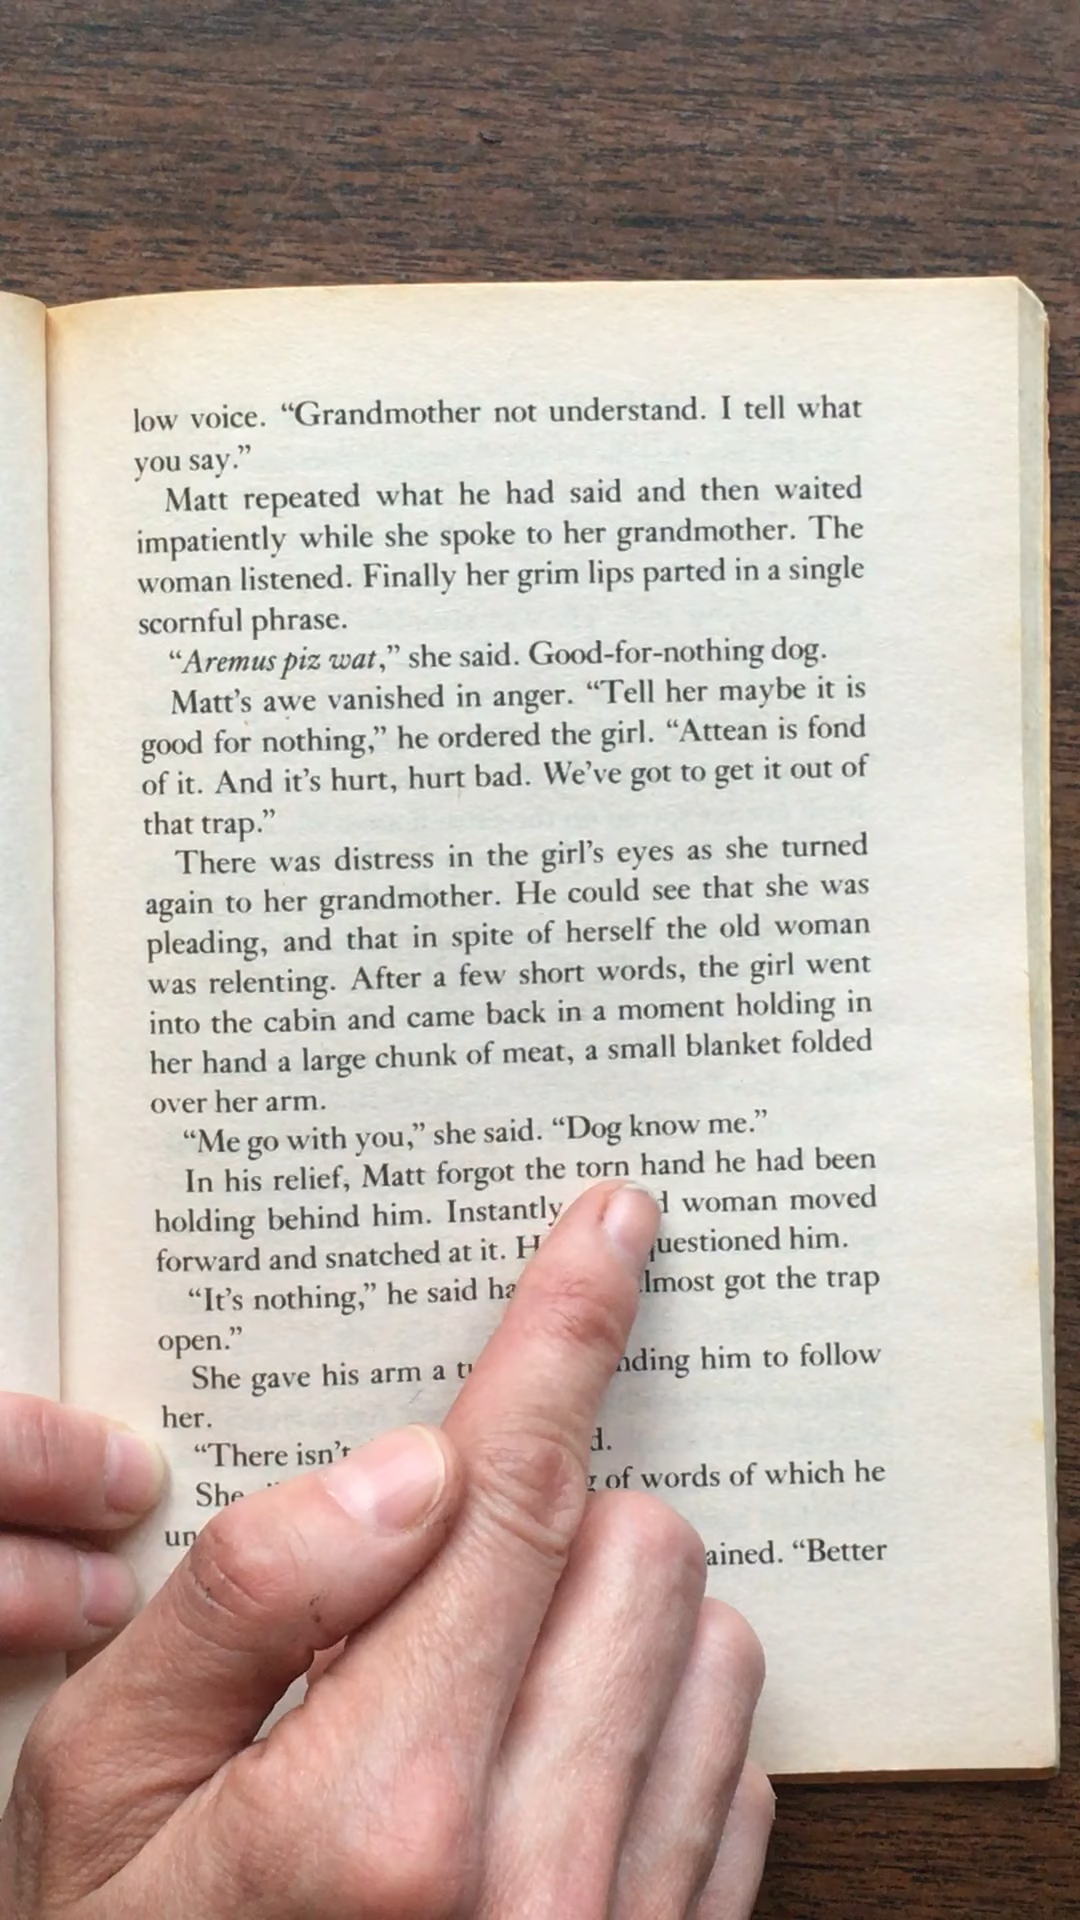 low voice. “Grandmother not understand. I tell what
you say.”
Matt repeated what he had said and then waited
impatiently while she spoke to her grandmother. The
woman listened. Finally her grim lips parted in a single
scornful phrase.
“Aremus piz wat,” she said. Good-for-nothing dog.
Matt’s awe vanished in anger. “Tell her maybe it is
good for nothing,” he ordered the girl. “Attean is fond
of it. And it’s hurt, hurt bad. We’ve got to get it out of
that trap.”
There was distress in the girl’s eyes as she turned
again to her grandmother. He could see that she was
pleading, and that in spite of herself the old woman
was relenting. After a few short words, the girl went
into the cabin and came back in a moment holding in
her hand a large chunk of meat, a small blanket folded
over her arm.
“Me go with you,” she said. “Dog know me.”
In his relief, Matt forgot the torn hand he had been
holding behind him. Instantly woman moved
forward and snatched at it. questioned him.
“It’s nothing,” he said almost got the trap
open.”
She gave his arm a him to follow
her.
“There isn’t
She of words of which he
“Better